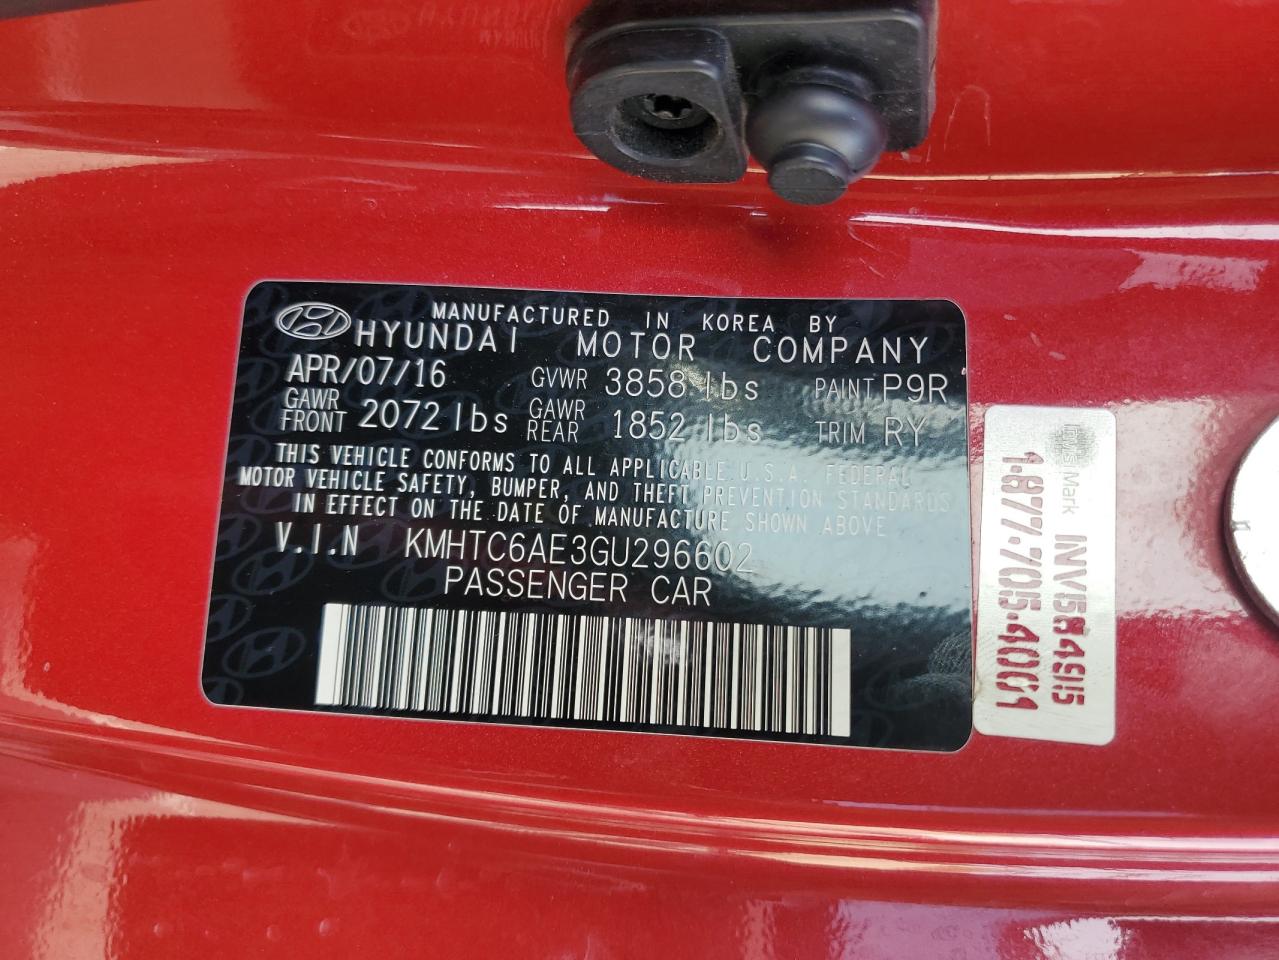 MANUFACTURED IN KOREA BY
HYUNDAI MOTOR COMPANY
APR/07/16 GVWR 3858 lbs PAINT P9R
GAWR FRONT 2072 lbs GAWR REAR 1852 lbs TRIM RY
THIS VEHICLE CONFORMS TO ALL APPLICABLE U.S.A. FEDERAL
MOTOR VEHICLE SAFETY, BUMPER, AND THEFT PREVENTION STANDARDS
IN EFFECT ON THE DATE OF MANUFACTURE SHOWN ABOVE
V.I.N KMHTC6AE3GU296602
PASSENGER CAR
1.877.705.4001